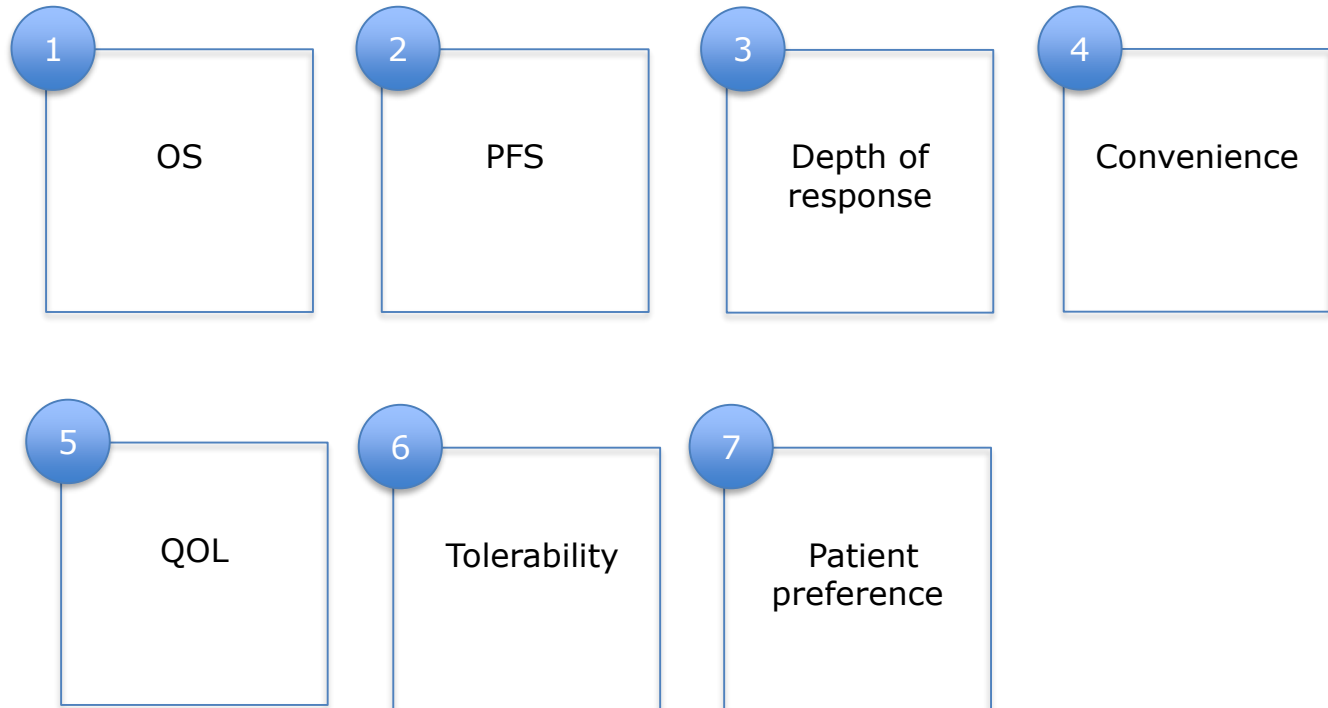 1
OS
2
PFS
3
Depth of
response
4
Convenience
5
QOL
6
Tolerability
7
Patient
preference